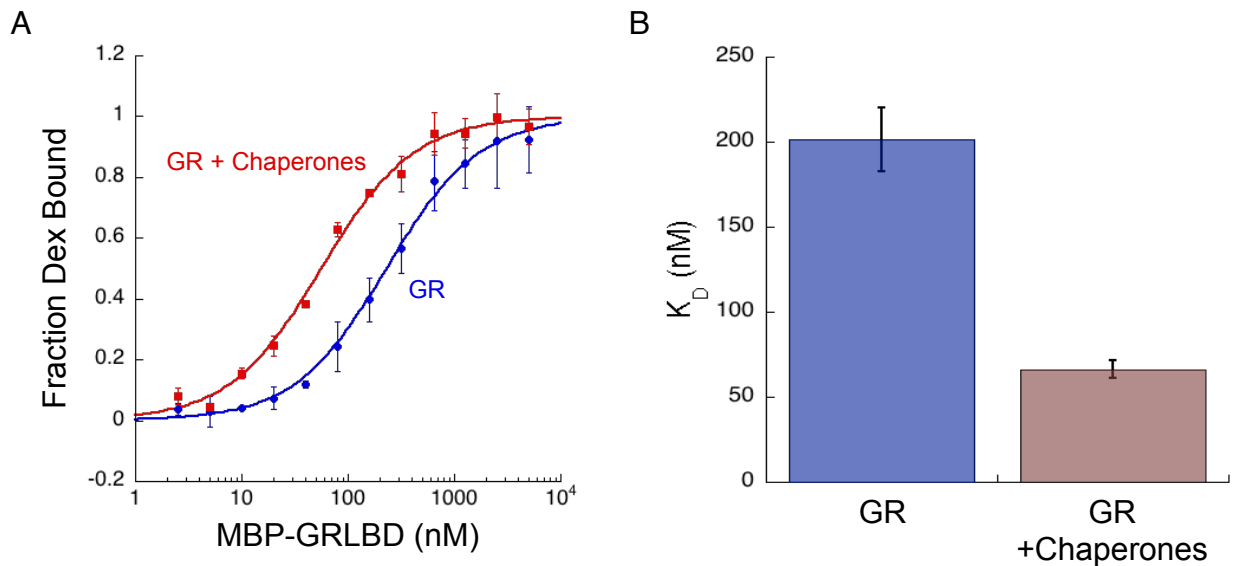 A
Fraction Dex Bound
1.2
1
0.8
0.6
0.4
0.2
0
-0.2
GR + Chaperones
GR
1
10
100
1000
10⁴
MBP-GRLBD (nM)
B
K_D (nM)
250
200
150
100
50
0
GR
GR
+Chaperones